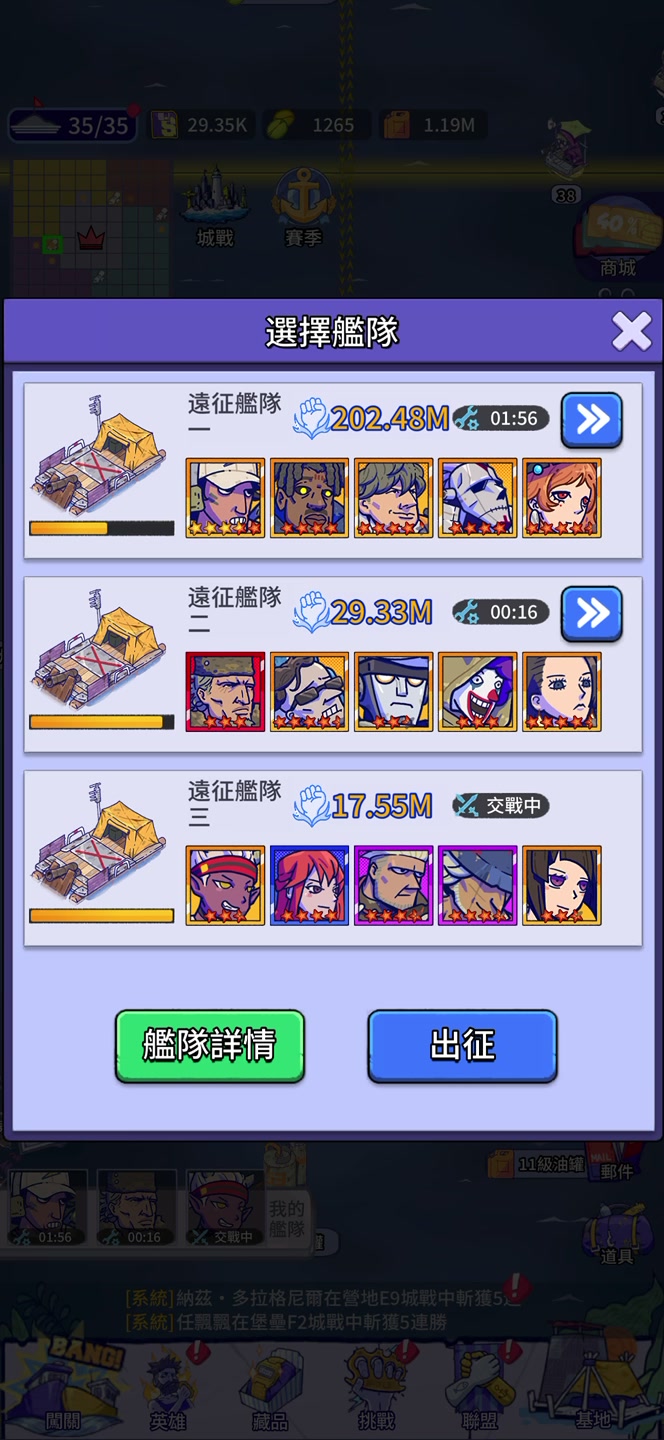 35/35
29.35K
1265
1.19M
城戰
賽季
38
40%
商城
選擇艦隊
遠征艦隊
一
202.48M
01:56
遠征艦隊
二
29.33M
00:16
遠征艦隊
三
17.55M
交戰中
艦隊詳情
出征
11級油罐
MAIL
郵件
我的
艦隊
01:56
00:16
交戰中
道具
[系統]納茲·多拉格尼爾在營地E9城戰中斬獲5連
[系統]任飄飄在堡壘F2城戰中斬獲5連勝
BANG!
闖關
英雄
藏品
挑戰
聯盟
基地